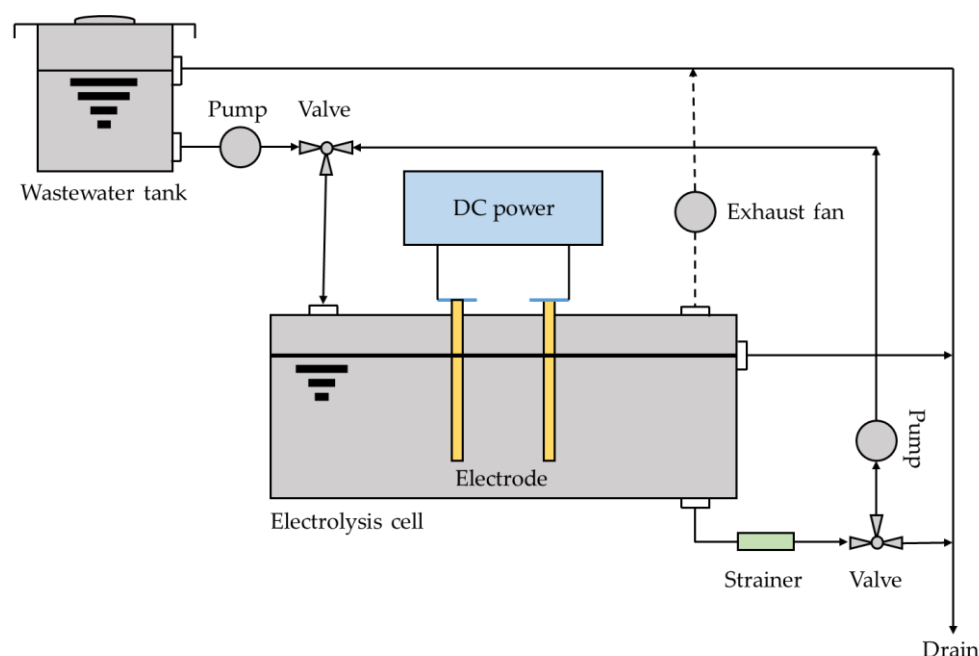 Pump
Valve
Wastewater tank
DC power
Exhaust fan
Pump
Electrode
Electrolysis cell
Strainer
Valve
Drain